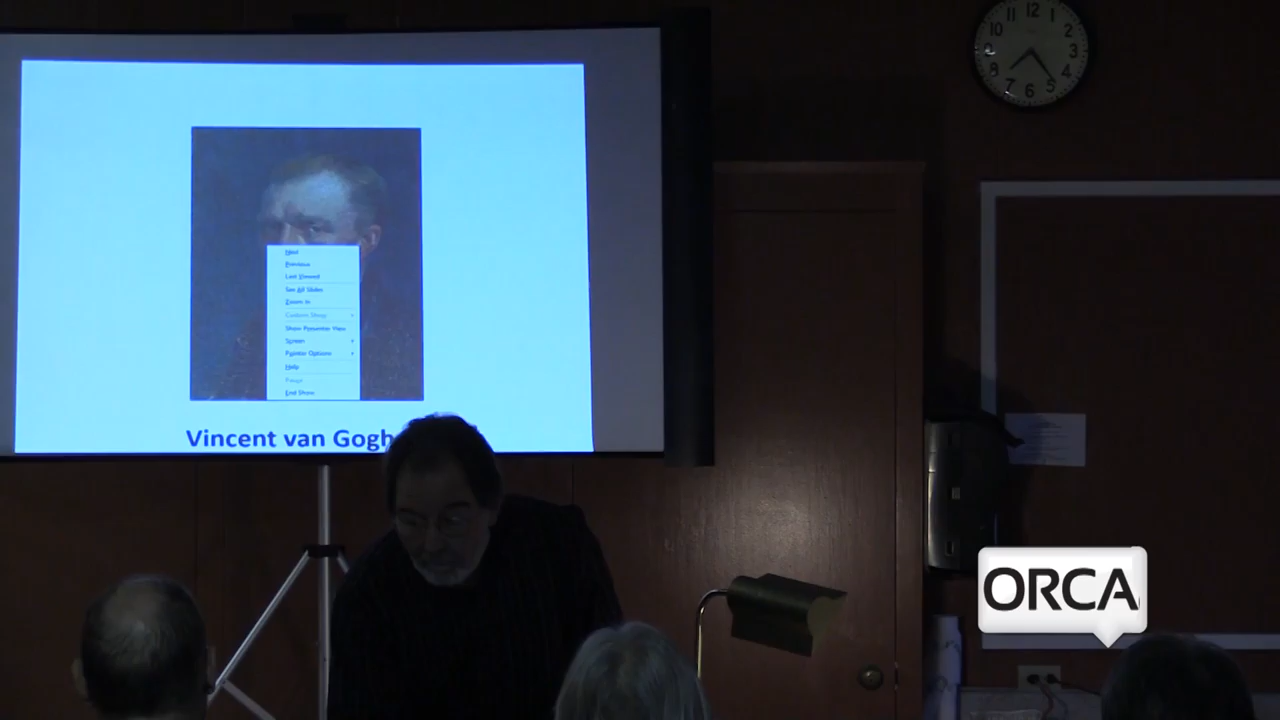 12
11 1
10 2
9 3
8 4
7 5
6
Next
Previous
Last Viewed
See All Slides
Zoom In
Custom Show
Show Presenter View
Screen
Pointer Options
Help
Pause
End Show
Vincent van Gogh
ORCA